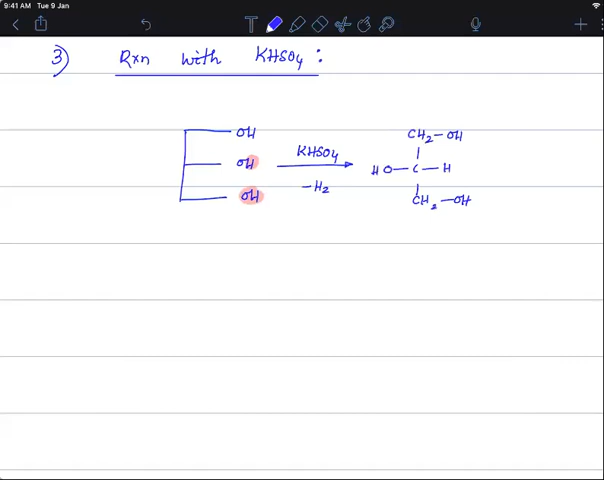 9:41 AM Tue 9 Jan
3) Rxn with KHSO4 :
OH
OH
OH
KHSO4
-H2
CH2-OH
HO-C-H
CH2-OH